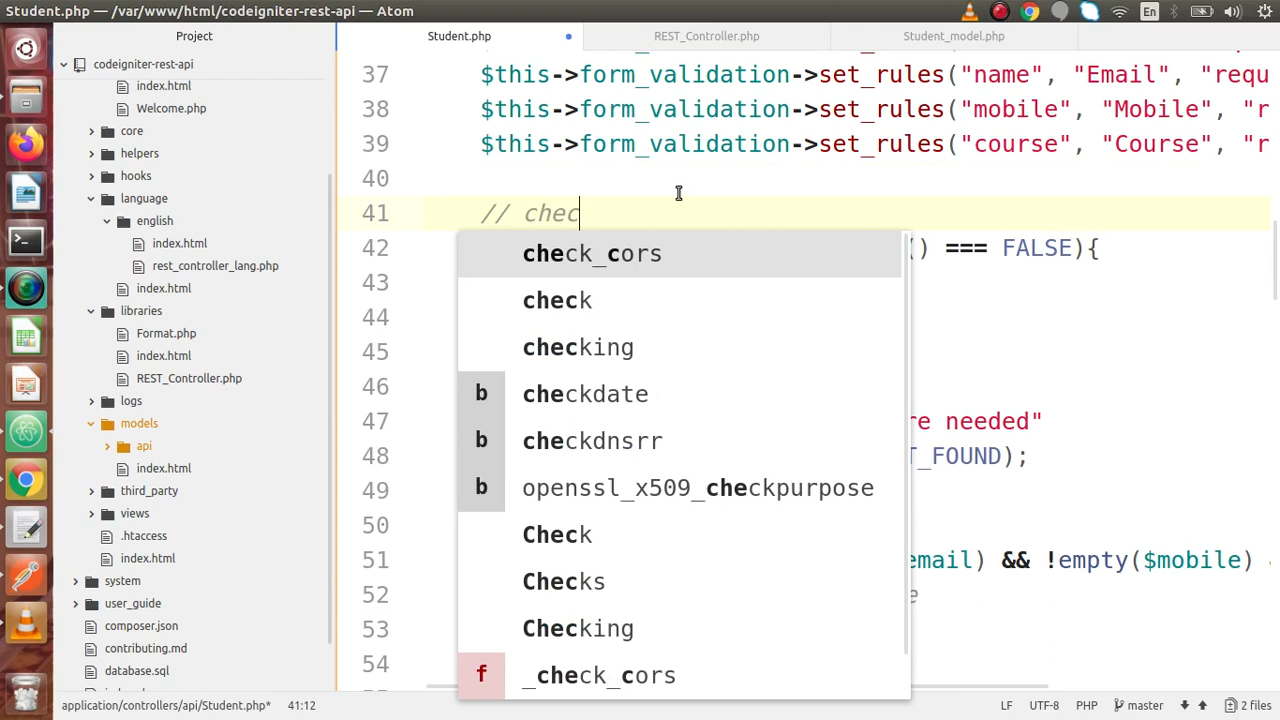 Student.php — /var/www/html/codeigniter-rest-api — Atom
En
Project
codeigniter-rest-api
index.html
Welcome.php
core
helpers
hooks
language
english
index.html
rest_controller_lang.php
index.html
libraries
Format.php
index.html
REST_Controller.php
logs
models
api
index.html
third_party
views
.htaccess
index.html
system
user_guide
composer.json
contributing.md
database.sql
Student.php
REST_Controller.php
Student_model.php
37 $this->form_validation->set_rules("name", "Email", "requ
38 $this->form_validation->set_rules("mobile", "Mobile", "r
39 $this->form_validation->set_rules("course", "Course", "r
40
41 // chec
42 () === FALSE){
43
44
45
46
47 re needed"
48 T_FOUND);
49
50
51 email) && !empty($mobile)
52 e
53
54
check_cors
check
checking
b checkdate
b checkdnsrr
b openssl_x509_checkpurpose
Check
Checks
Checking
f _check_cors
application/controllers/api/Student.php* 41:12
LF UTF-8 PHP master 2 files